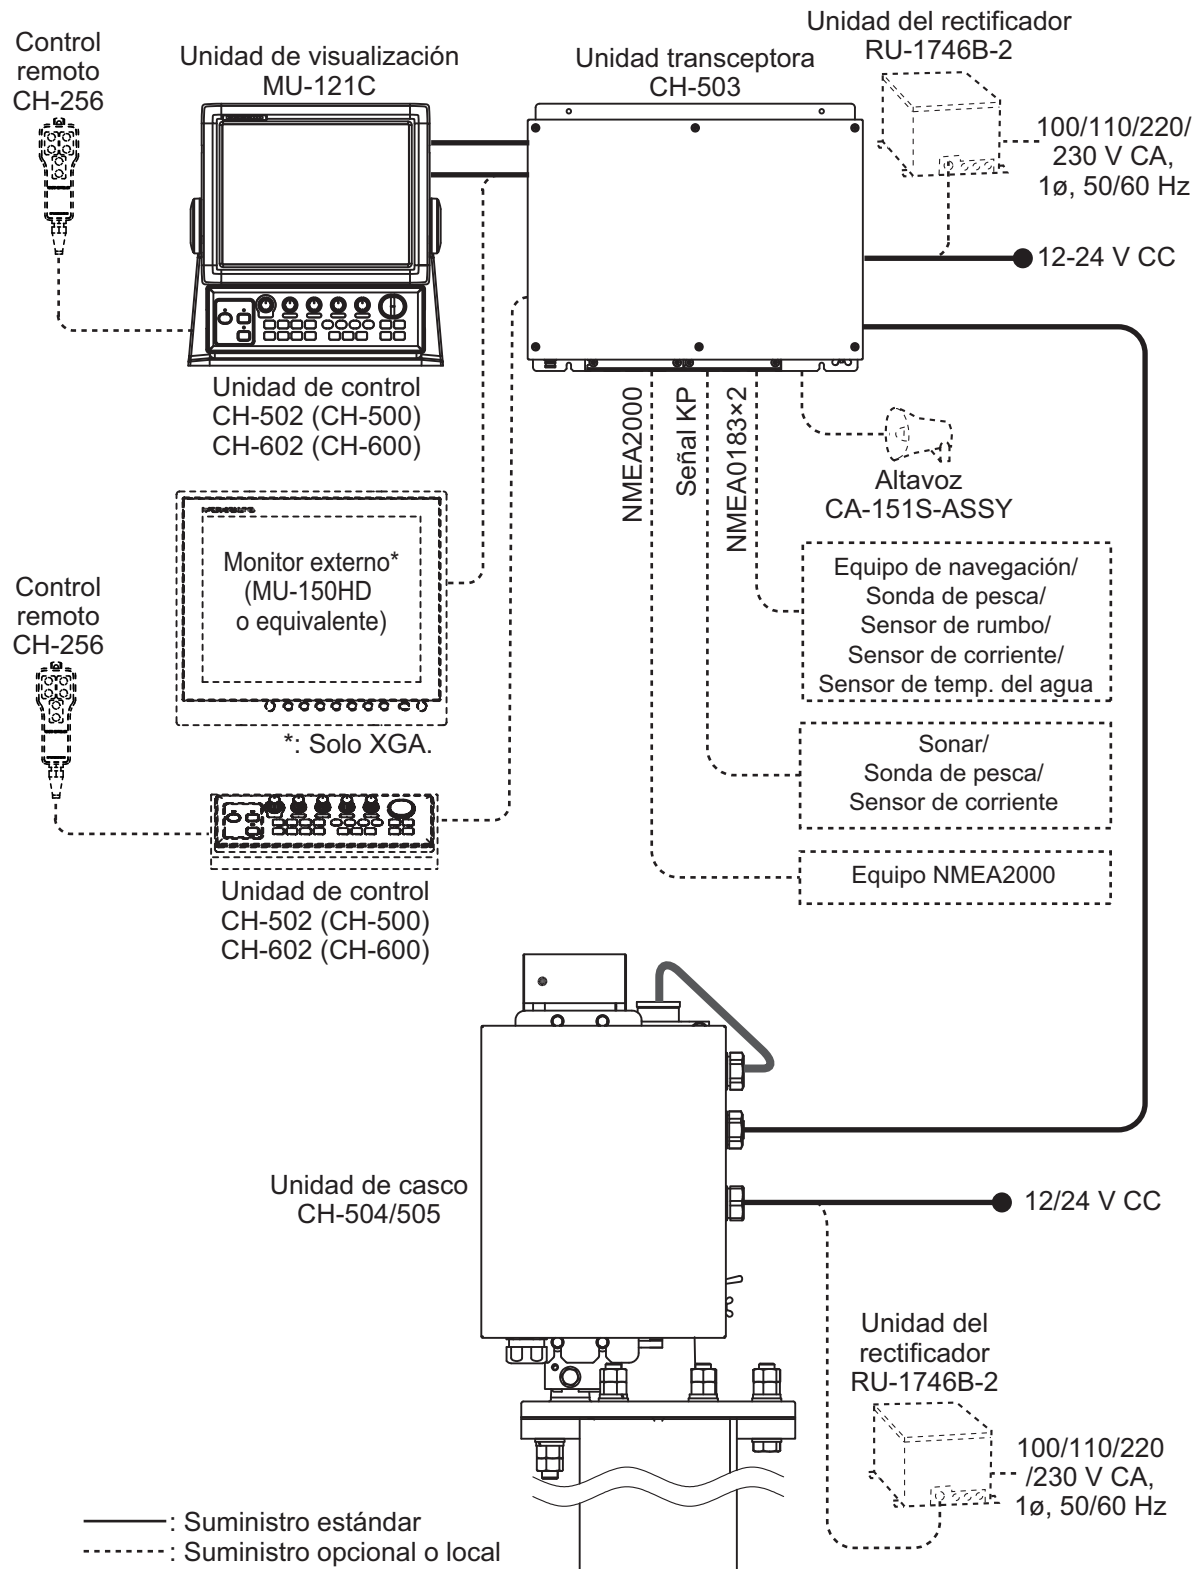 Unidad del rectificador
RU-1746B-2
Control
remoto
CH-256
Unidad de visualización
MU-121C
Unidad transceptora
CH-503
100/110/220/
230 V CA,
1ø, 50/60 Hz
12-24 V CC
Unidad de control
CH-502 (CH-500)
CH-602 (CH-600)
NMEA2000
Señal KP
NMEA0183×2
Altavoz
CA-151S-ASSY
Monitor externo*
(MU-150HD
o equivalente)
*: Solo XGA.
Equipo de navegación/
Sonda de pesca/
Sensor de rumbo/
Sensor de corriente/
Sensor de temp. del agua
Control
remoto
CH-256
Sonar/
Sonda de pesca/
Sensor de corriente
Equipo NMEA2000
Unidad de control
CH-502 (CH-500)
CH-602 (CH-600)
Unidad de casco
CH-504/505
12/24 V CC
Unidad del
rectificador
RU-1746B-2
100/110/220
/230 V CA,
1ø, 50/60 Hz
: Suministro estándar
: Suministro opcional o local